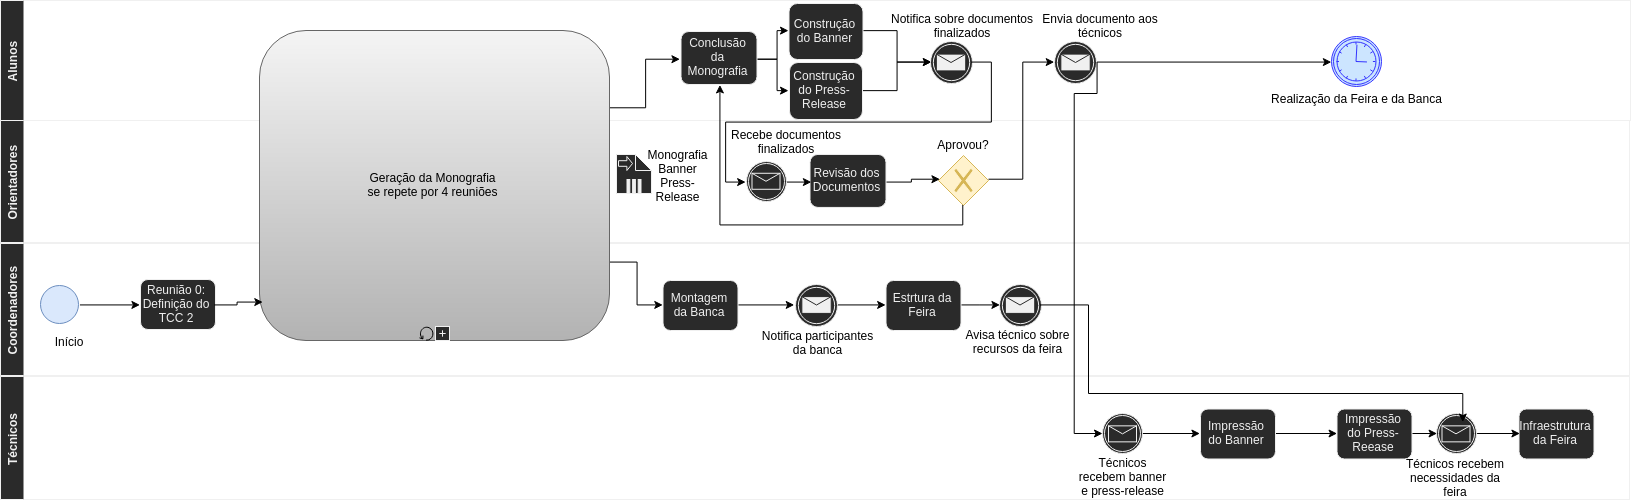 Alunos
Orientadores
Coordenadores
Técnicos
Início
Reunião 0:
Definição do
TCC 2
Geração da Monografia
se repete por 4 reuniões
Conclusão
da
Monografia
Construção
do Banner
Construção
do Press-
Release
Notifica sobre documentos
finalizados
Envia documento aos
técnicos
Realização da Feira e da Banca
Monografia
Banner
Press-
Release
Recebe documentos
finalizados
Revisão dos
Documentos
Aprovou?
Montagem
da Banca
Notifica participantes
da banca
Estrtura da
Feira
Avisa técnico sobre
recursos da feira
Técnicos
recebem banner
e press-release
Impressão
do Banner
Impressão
do Press-
Reease
Técnicos recebem
necessidades da
feira
Infraestrutura
da Feira